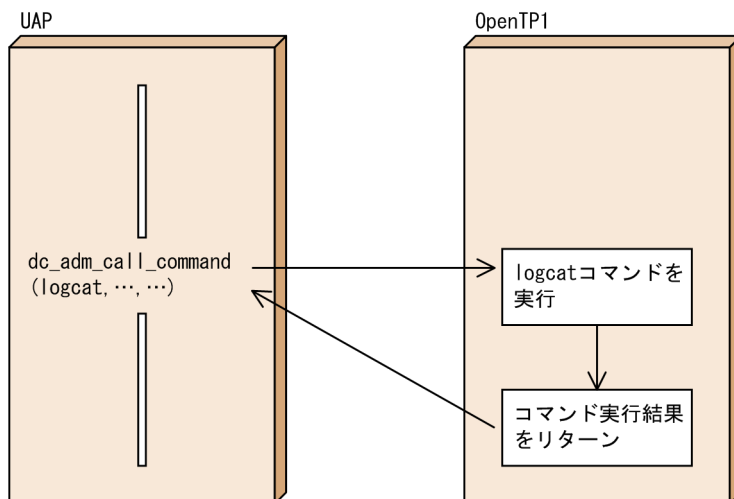 UAP
OpenTP1
dc_adm_call_command
(logcat,…,…)
logcatコマンドを
実行
コマンド実行結果
をリターン